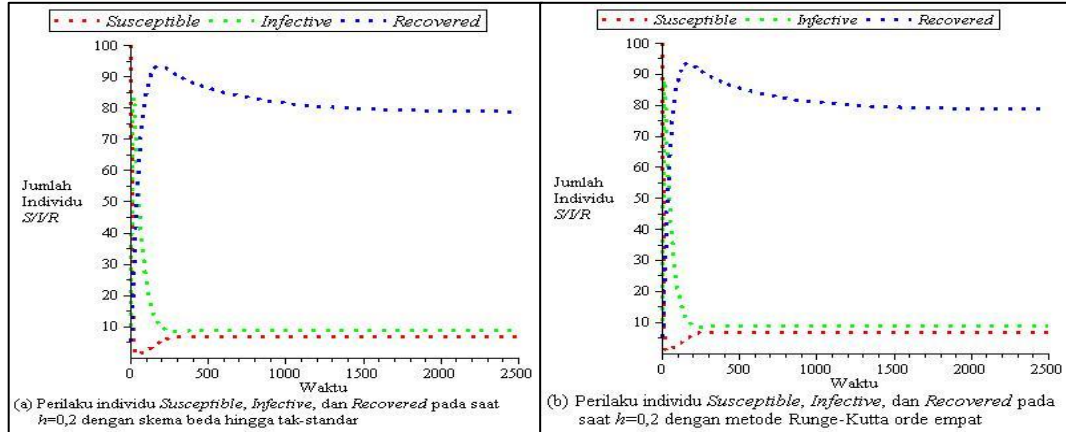 Susceptible Infective Recovered
100
90
80
70
60
50
40
30
20
10
Jumlah
Individu
S/I/R
0 500 1000 1500 2000 2500
Waktu
(a) Perilaku individu Susceptible, Infective, dan Recovered pada saat
h=0,2 dengan skema beda hingga tak-standar
Susceptible Infective Recovered
100
90
80
70
60
50
40
30
20
10
Jumlah
Individu
S/I/R
0 500 1000 1500 2000 2500
Waktu
(b) Perilaku individu Susceptible, Infective, dan Recovered pada
saat h=0,2 dengan metode Runge-Kutta orde empat